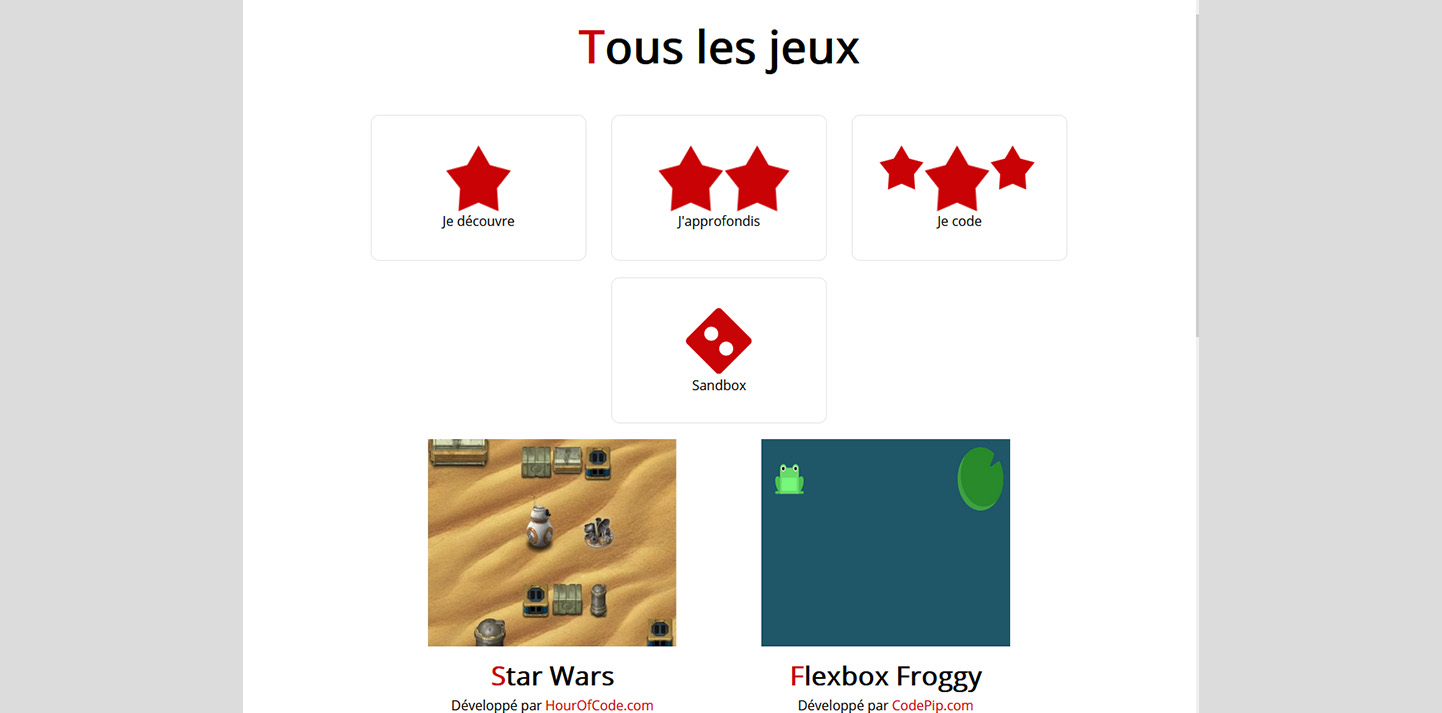 Tous les jeux
Je découvre
J'approfondis
Je code
Sandbox
Star Wars
Flexbox Froggy
Développé par HourOfCode.com
Développé par CodePip.com